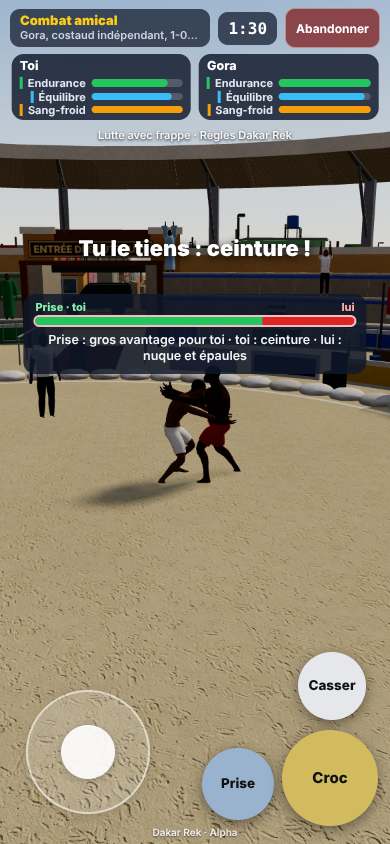 Combat amical
Gora, costaud indépendant, 1-0...
1:30
Abandonner
Toi
Endurance
Équilibre
Sang-froid
Gora
Endurance
Équilibre
Sang-froid
Lutte avec frappe · Règles Dakar Rek
ENTRÉE D
Tu le tiens : ceinture !
Prise · toi
lui
Prise : gros avantage pour toi · toi : ceinture · lui :
nuque et épaules
Casser
Prise
Croc
Dakar Rek · Alpha